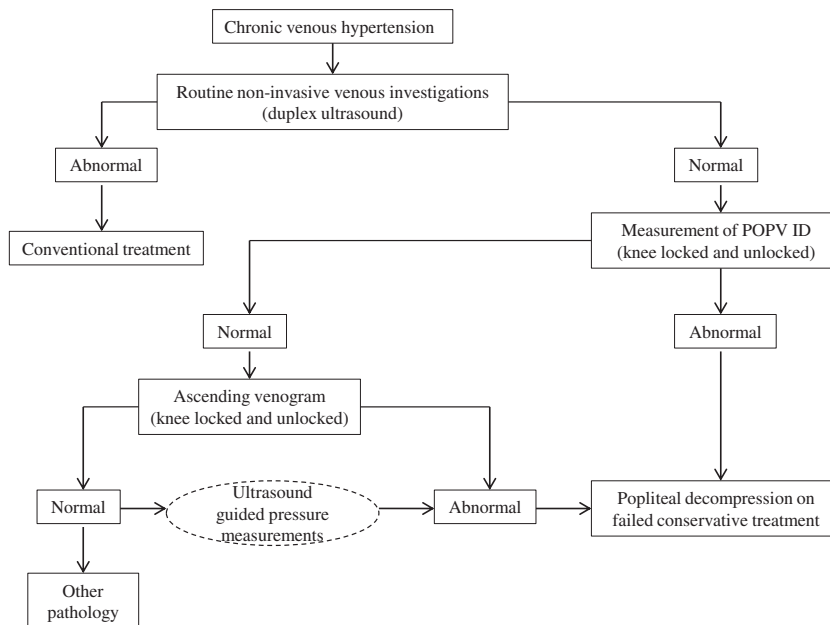 Chronic venous hypertension
Routine non-invasive venous investigations
(duplex ultrasound)
Abnormal
Normal
Conventional treatment
Measurement of POPV ID
(knee locked and unlocked)
Normal
Abnormal
Ascending venogram
(knee locked and unlocked)
Normal
Ultrasound
guided pressure
measurements
Abnormal
Popliteal decompression on
failed conservative treatment
Other
pathology